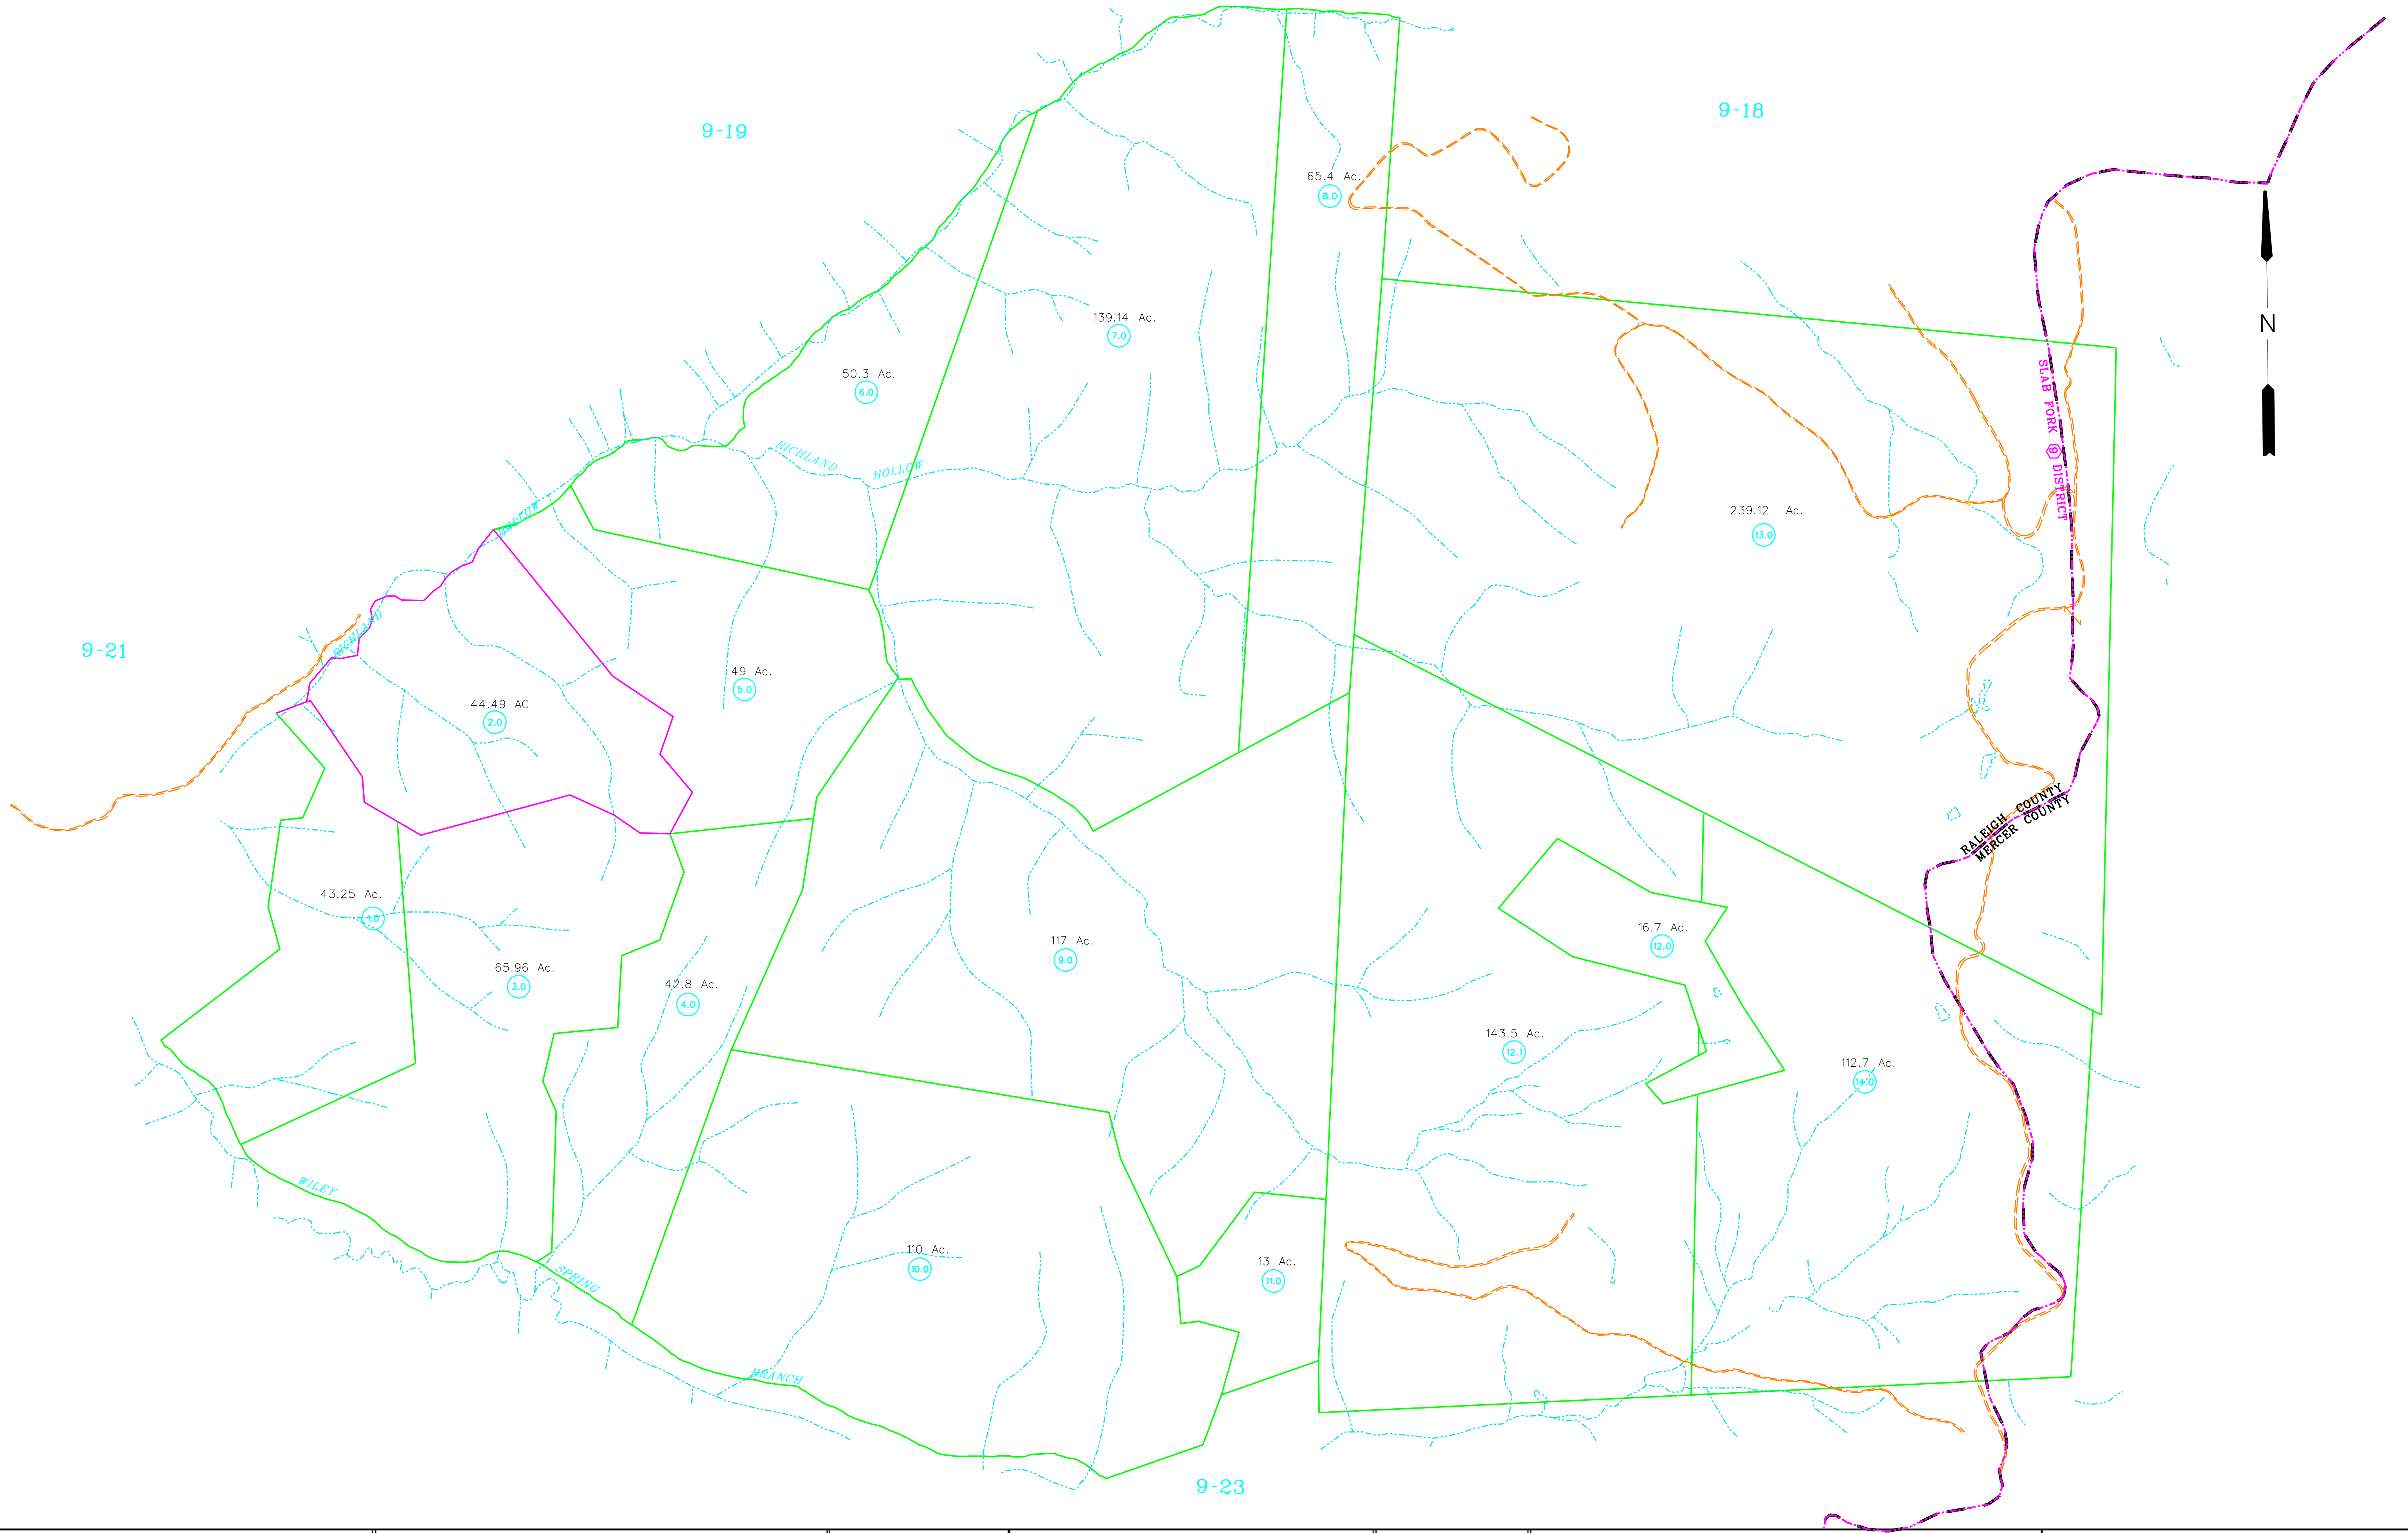 9-18
9-19
65.4 Ac.
8.0
139.14 Ac.
7.0
N
50.3 Ac.
6.0
SLAB FORK 9 DISTRICT
RICHLAND HOLLOW
239.12 Ac.
13.0
RICHLAND
9-21
49 Ac.
5.0
44.49 AC
2.0
RALEIGH COUNTY
MERCER COUNTY
43.25 Ac.
1.0
16.7 Ac.
12.0
117 Ac.
9.0
65.96 Ac.
3.0
42.8 Ac.
4.0
143.5 Ac.
12.1
112.7 Ac.
14.0
WILEY SPRING BRANCH
110 Ac.
10.0
13 Ac.
11.0
9-23